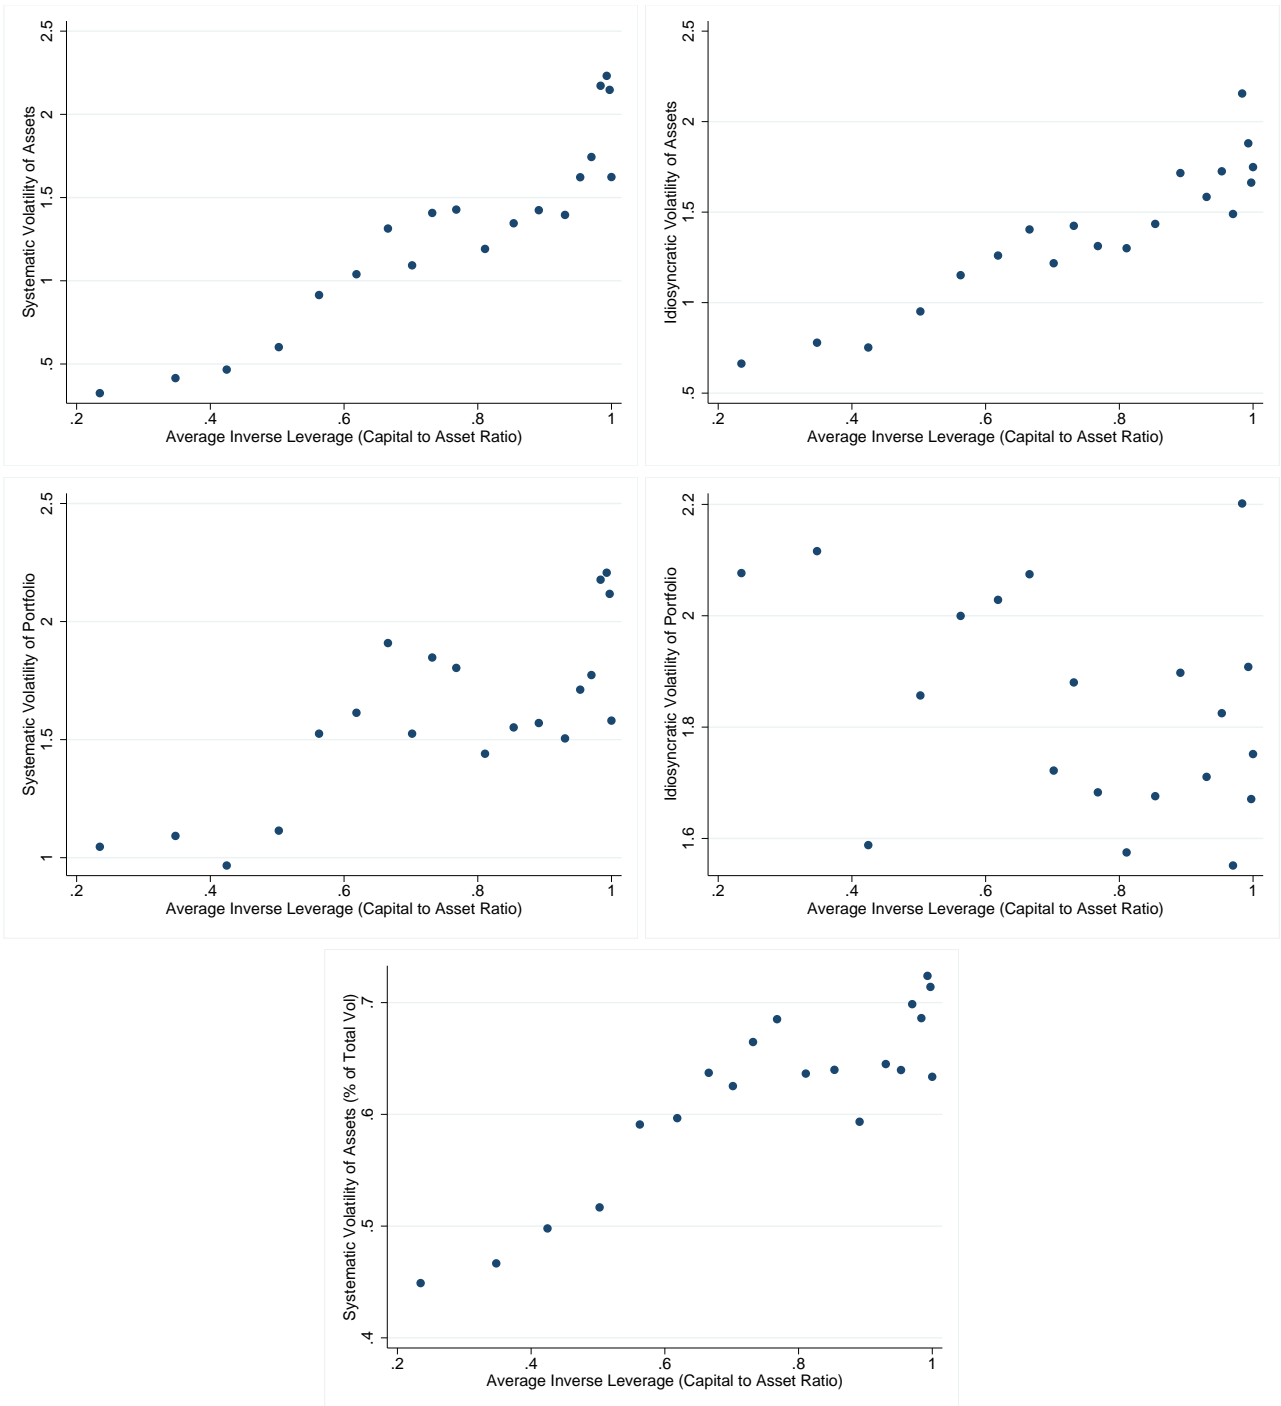 Systematic Volatility of Assets
2.5
2
1.5
1
.5
.2 .4 .6 .8 1
Average Inverse Leverage (Capital to Asset Ratio)
Idiosyncratic Volatility of Assets
2.5
2
1.5
1
.5
.2 .4 .6 .8 1
Average Inverse Leverage (Capital to Asset Ratio)
Systematic Volatility of Portfolio
2.5
2
1.5
1
.2 .4 .6 .8 1
Average Inverse Leverage (Capital to Asset Ratio)
Idiosyncratic Volatility of Portfolio
2.2
2
1.8
1.6
.2 .4 .6 .8 1
Average Inverse Leverage (Capital to Asset Ratio)
Systematic Volatility of Assets (% of Total Vol)
.7
.6
.5
.4
.2 .4 .6 .8 1
Average Inverse Leverage (Capital to Asset Ratio)